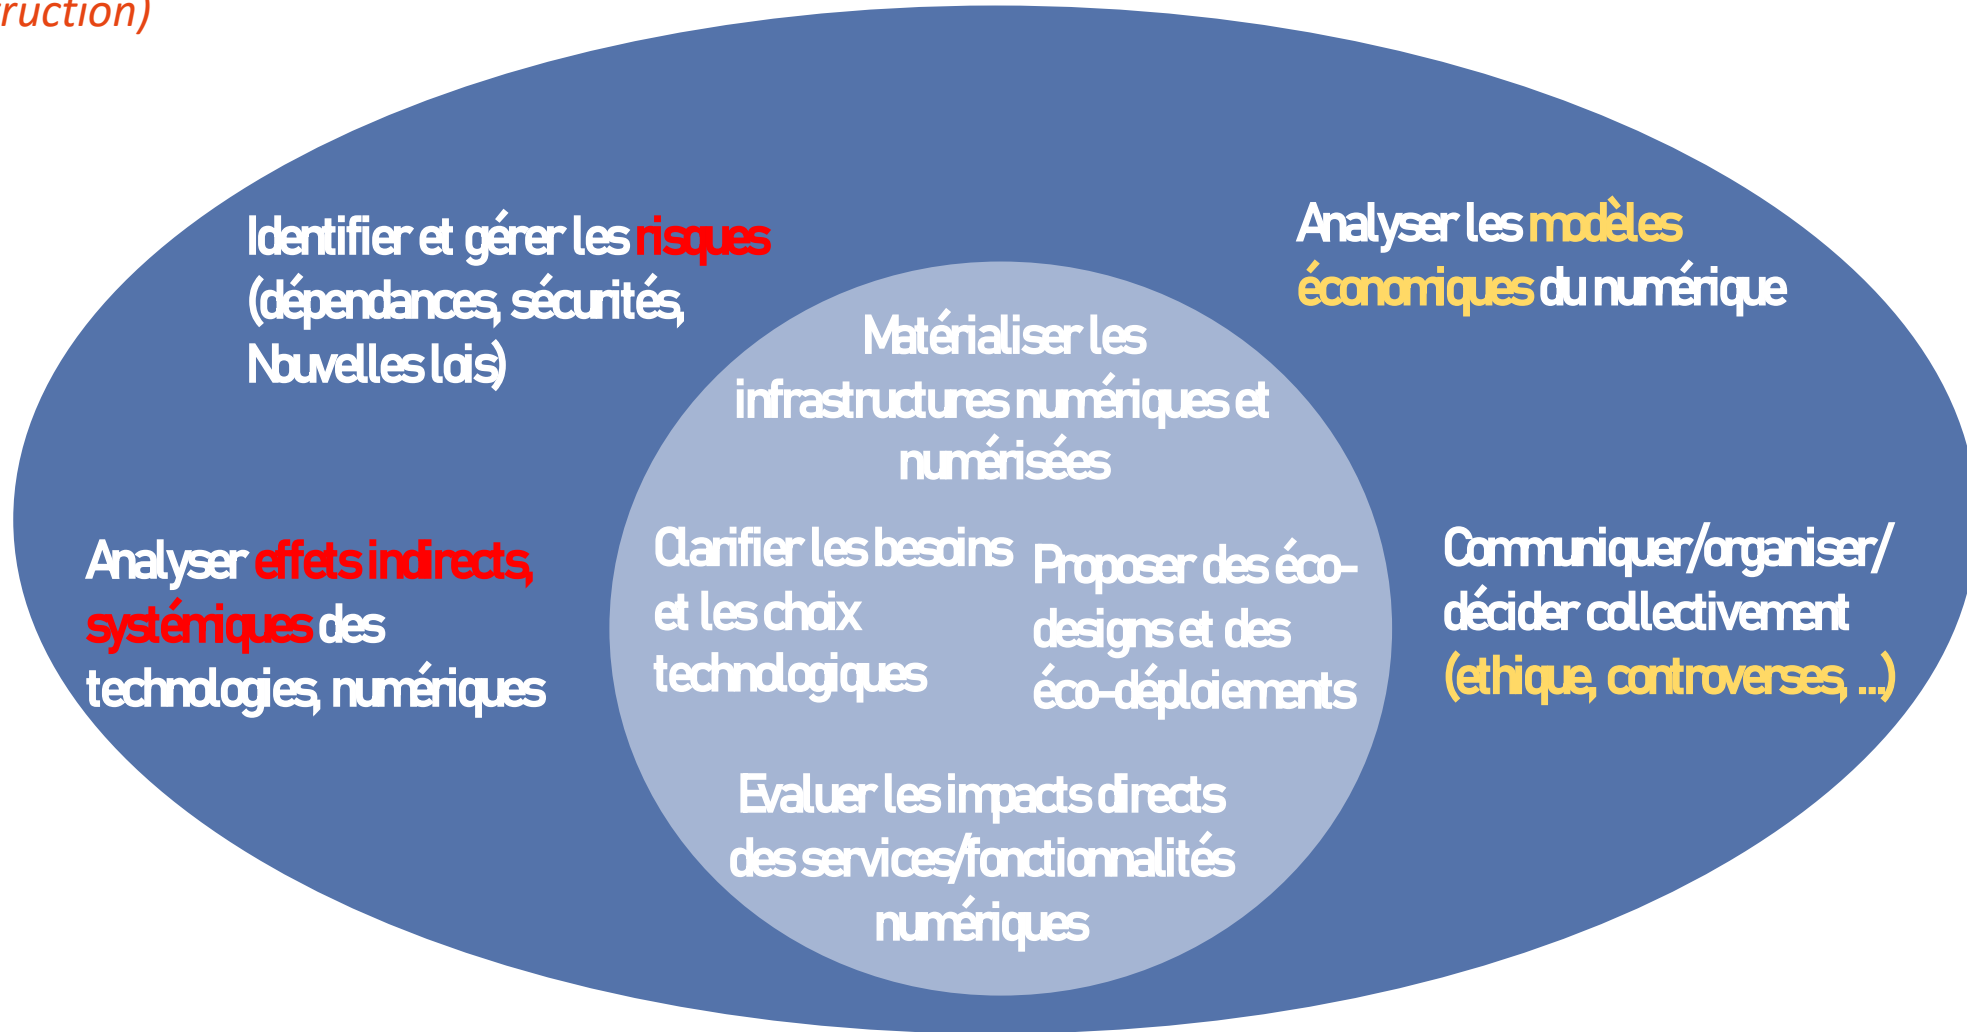 ruction)
Identifier et gérer les risques
(dépendances, sécurités,
Nouvelles lois)
Analyser les modèles
économiques du numérique
Matérialiser les
infrastructures numériques et
numérisées
Analyser effets indirects,
systémiques des
technologies, numériques
Clarifier les besoins
et les choix
technologiques
Proposer des éco-
designs et des
éco-déploiements
Communiquer/organiser/
décider collectivement
(ethique, controverses, ...)
Evaluer les impacts directs
des services/fonctionnalités
numériques